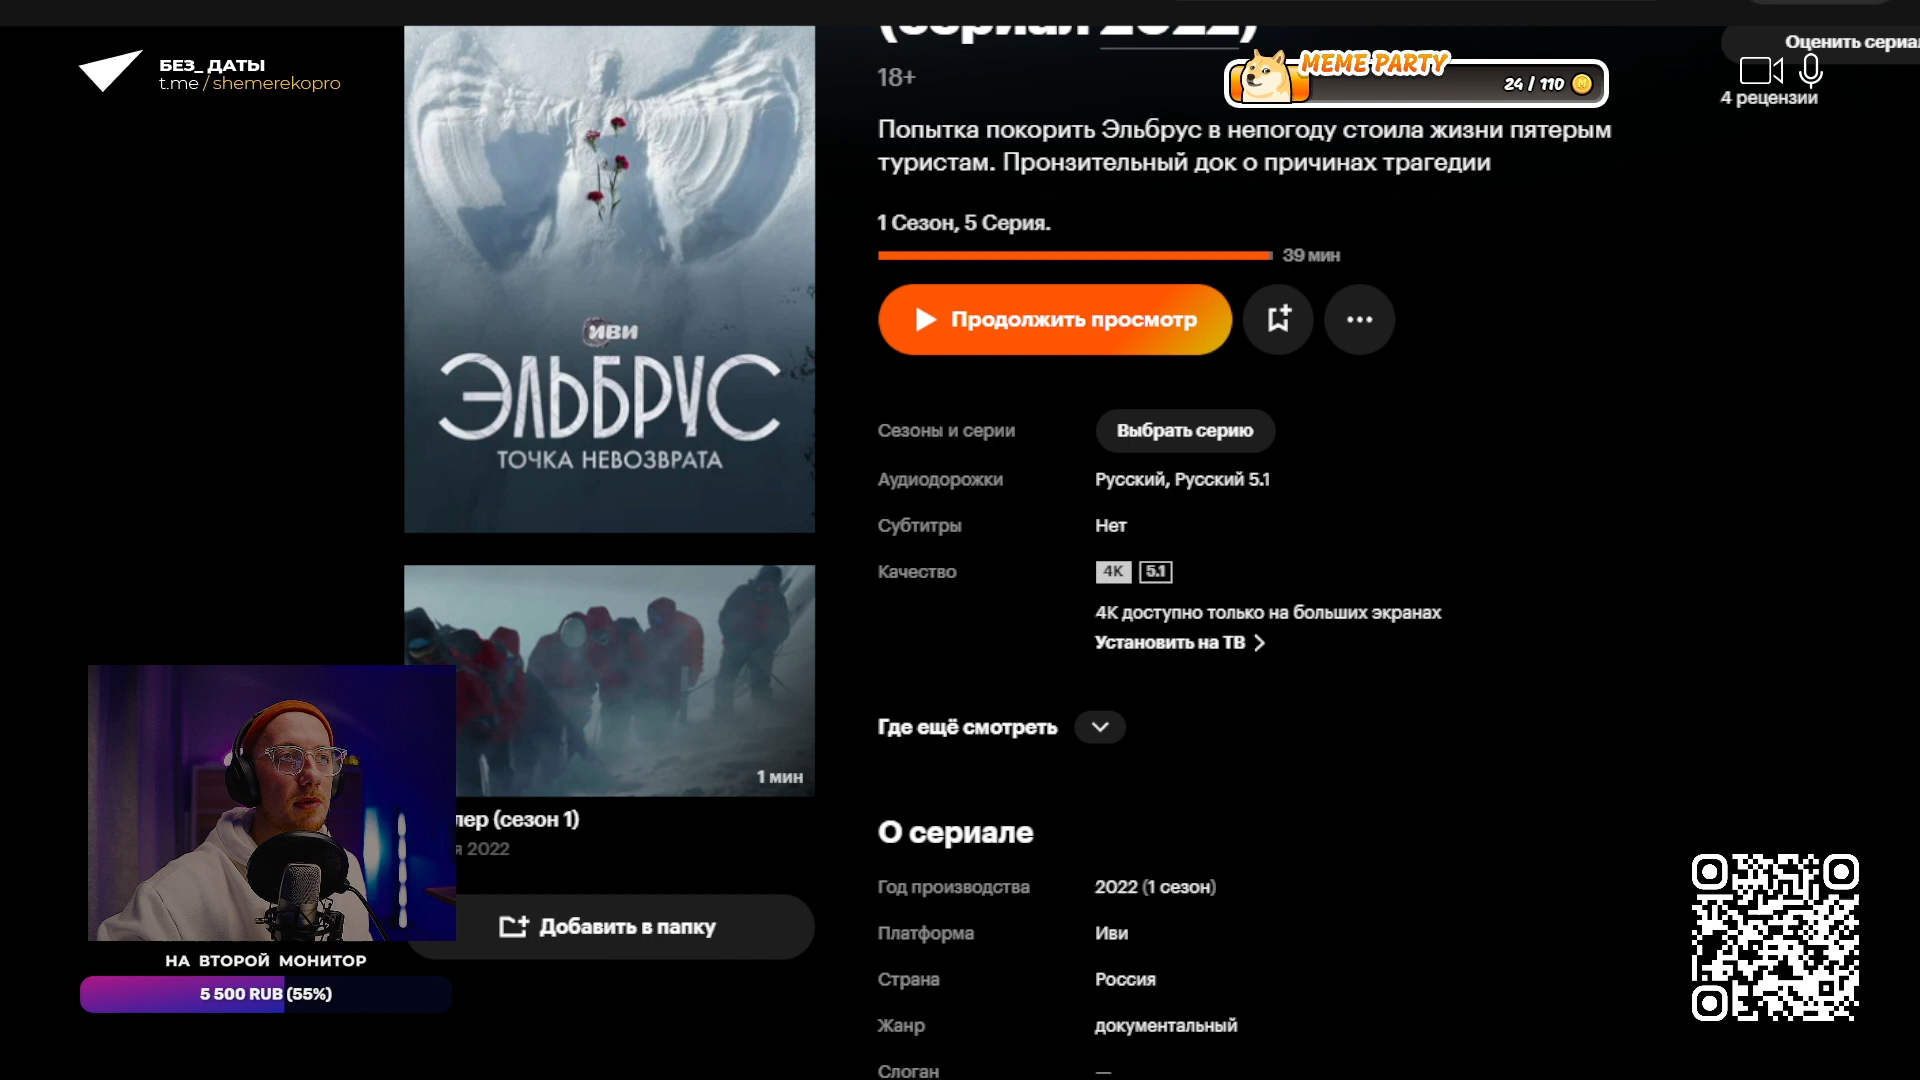 (сериал 2022)
Оценить сериал
БЕЗ_ДАТЫ
t.me/shemerekopro
MEME PARTY
24 / 110
18+
4 рецензии
Попытка покорить Эльбрус в непогоду стоила жизни пятерым
туристам. Пронзительный док о причинах трагедии
1 Сезон, 5 Серия.
39 мин
Продолжить просмотр
иви
ЭЛЬБРУС
ТОЧКА НЕВОЗВРАТА
Сезоны и серии
Выбрать серию
Аудиодорожки
Русский, Русский 5.1
Субтитры
Нет
Качество
4K 5.1
4K доступно только на больших экранах
Установить на ТВ
Где ещё смотреть
1 мин
лер (сезон 1)
я 2022
Добавить в папку
О сериале
Год производства
2022 (1 сезон)
Платформа
Иви
Страна
Россия
Жанр
документальный
Слоган
—
НА ВТОРОЙ МОНИТОР
5 500 RUB (55%)